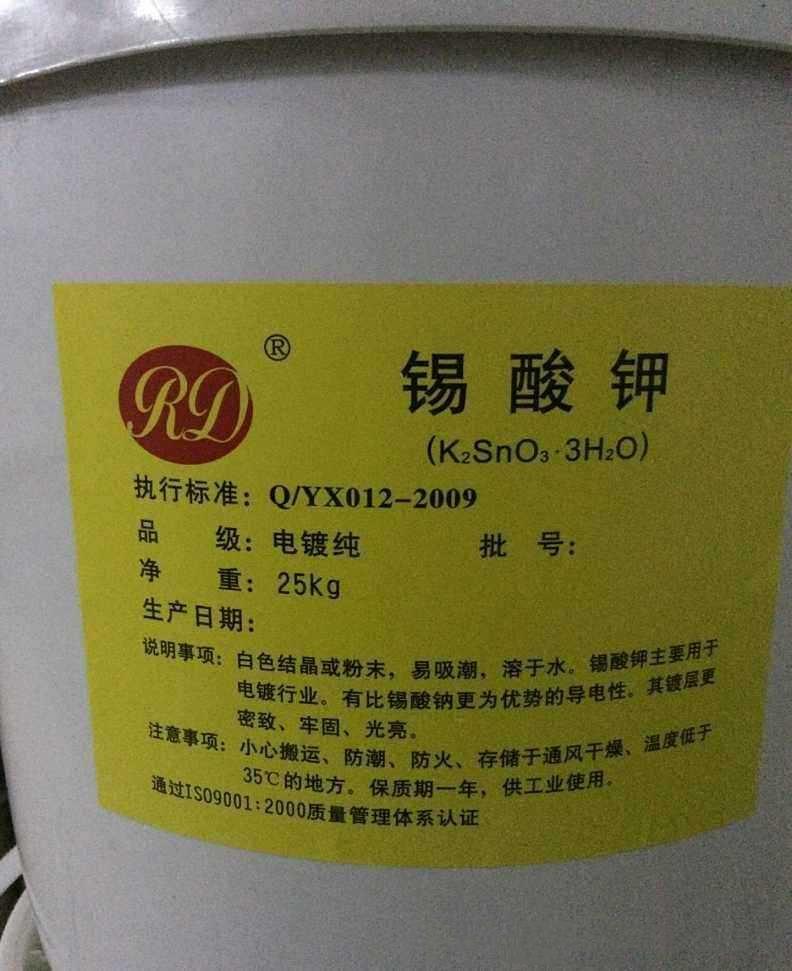 RD®
锡酸钾
(K₂SnO₃·3H₂O)
执行标准：Q/YX012-2009
品 级：电镀纯 批 号：
净 重：25Kg
生产日期：
说明事项：白色结晶或粉末，易吸潮，溶于水。锡酸钾主要用于
电镀行业。有比锡酸钠更为优势的导电性。其镀层更
密致、牢固、光亮。
注意事项：小心搬运、防潮、防火、存储于通风干燥、温度低于
35℃的地方。保质期一年，供工业使用。
通过ISO9001:2000质量管理体系认证